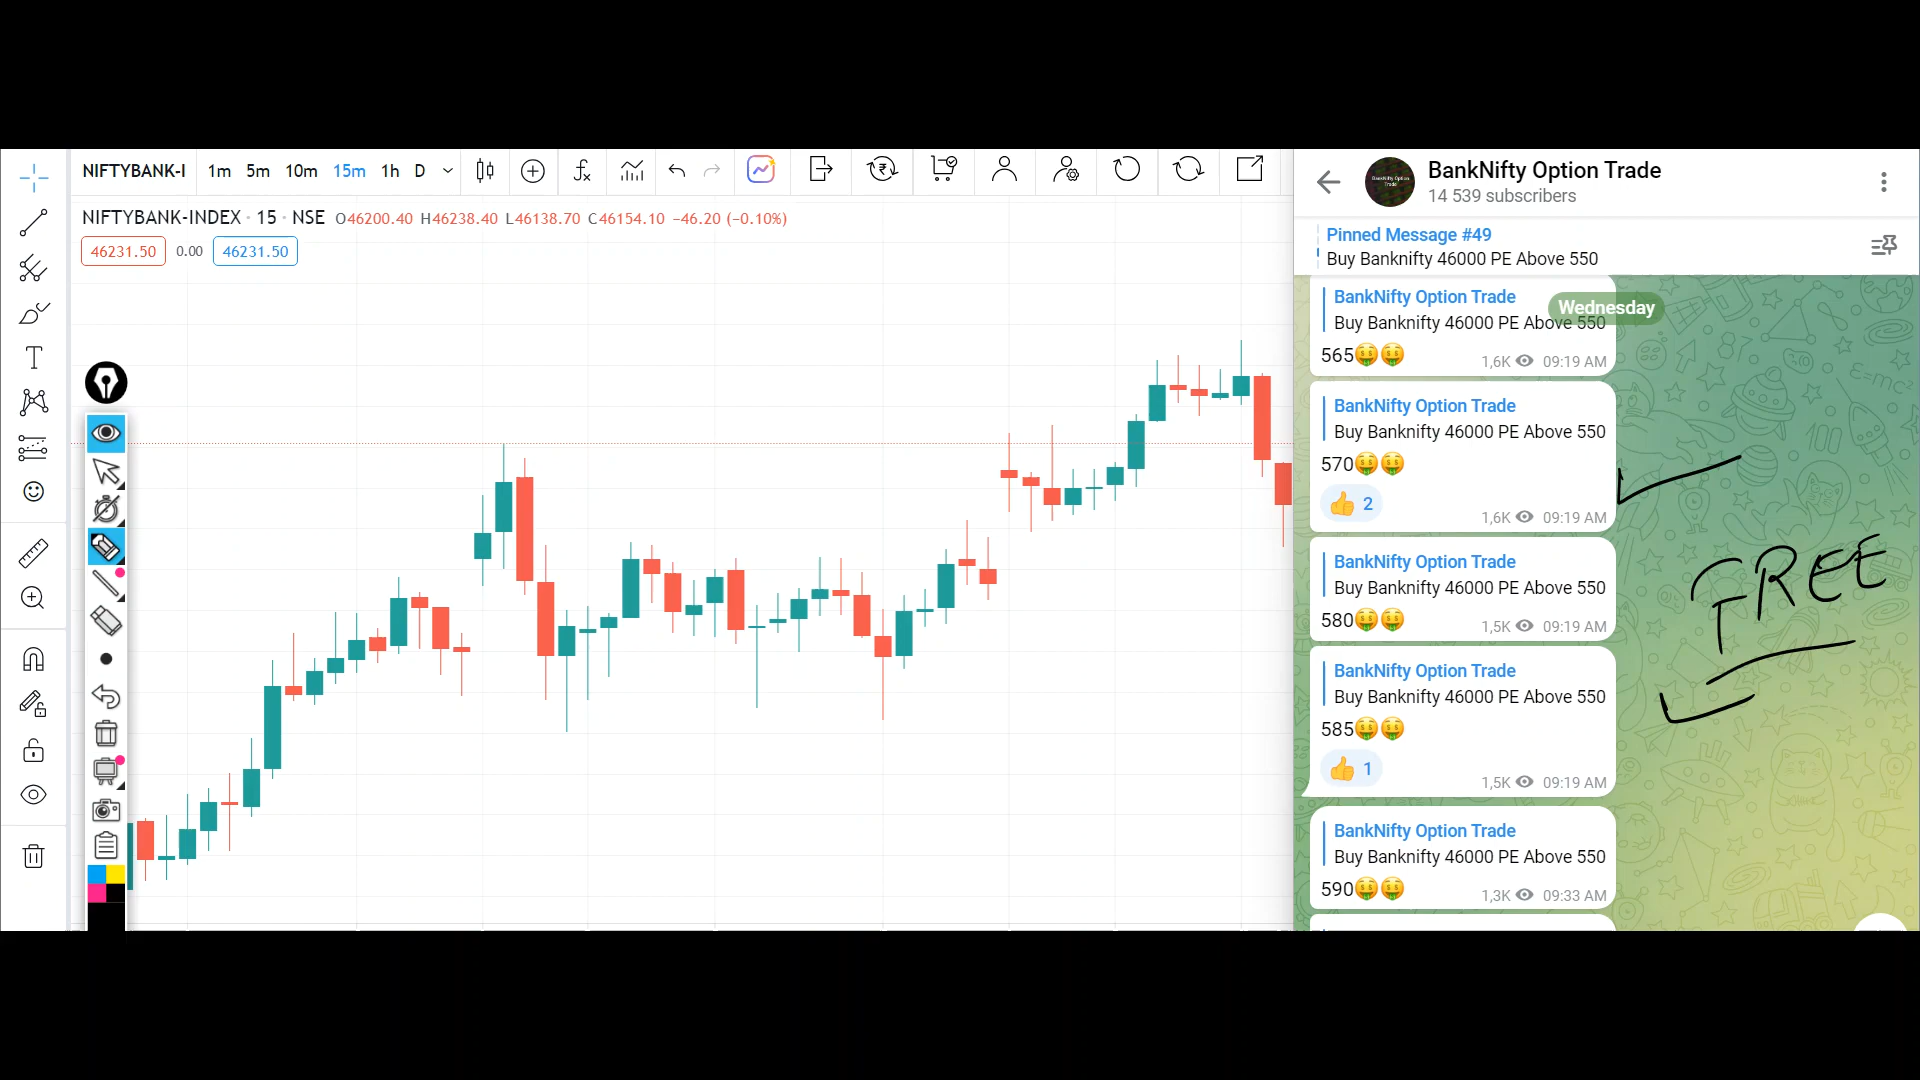 NIFTYBANK-I 1m 5m 10m 15m 1h D
NIFTYBANK-INDEX · 15 · NSE O46200.40 H46238.40 L46138.70 C46154.10 −46.20 (−0.10%)
46231.50 0.00 46231.50
BankNifty Option Trade
14 539 subscribers
Pinned Message #49
Buy Banknifty 46000 PE Above 550
Wednesday
BankNifty Option Trade
Buy Banknifty 46000 PE Above 550
565🤑🤑 1,6K 09:19 AM
BankNifty Option Trade
Buy Banknifty 46000 PE Above 550
570🤑🤑
👍 2 1,6K 09:19 AM
BankNifty Option Trade
Buy Banknifty 46000 PE Above 550
580🤑🤑 1,5K 09:19 AM
BankNifty Option Trade
Buy Banknifty 46000 PE Above 550
585🤑🤑
👍 1 1,5K 09:19 AM
BankNifty Option Trade
Buy Banknifty 46000 PE Above 550
590🤑🤑 1,3K 09:33 AM
FREE